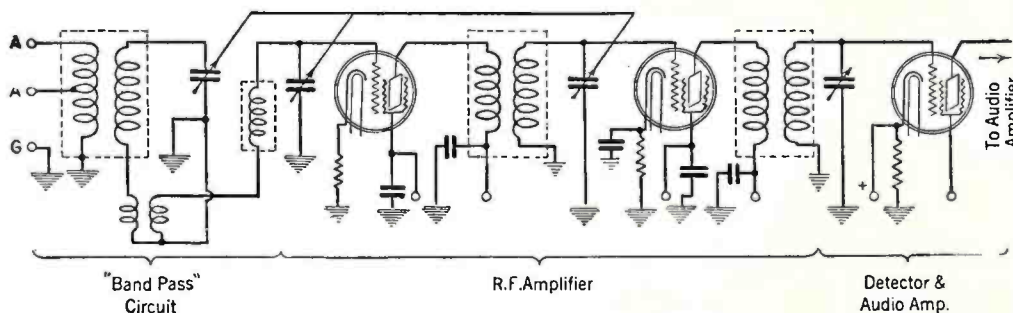 A
A
G
+
To Audio
Amplifier
"Band Pass"
Circuit
R.F.Amplifier
Detector &
Audio Amp.